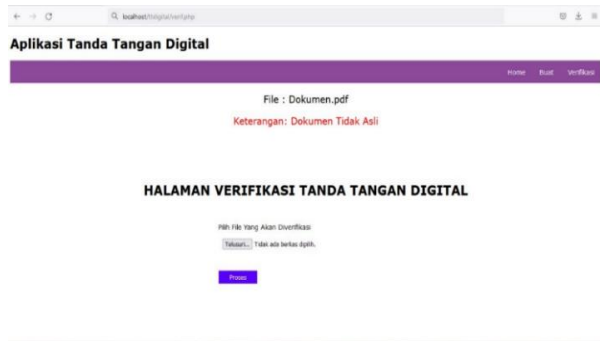 localhost/ttdigital/verif.php
Aplikasi Tanda Tangan Digital
Home Buat Verifikasi
File : Dokumen.pdf
Keterangan: Dokumen Tidak Asli
HALAMAN VERIFIKASI TANDA TANGAN DIGITAL
Pilih File Yang Akan Diverifikasi
Telusuri... Tidak ada berkas dipilih.
Proses